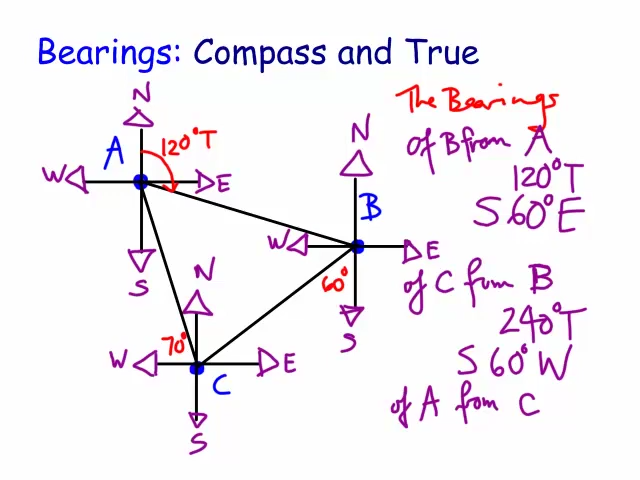 Bearings: Compass and True
N
A
120°T
W
E
S
N
B
W
E
60°
S
N
70°
W
E
C
S
The Bearings
of B from A
120°T
S 60°E
of C from B
240°T
S 60°W
of A from C